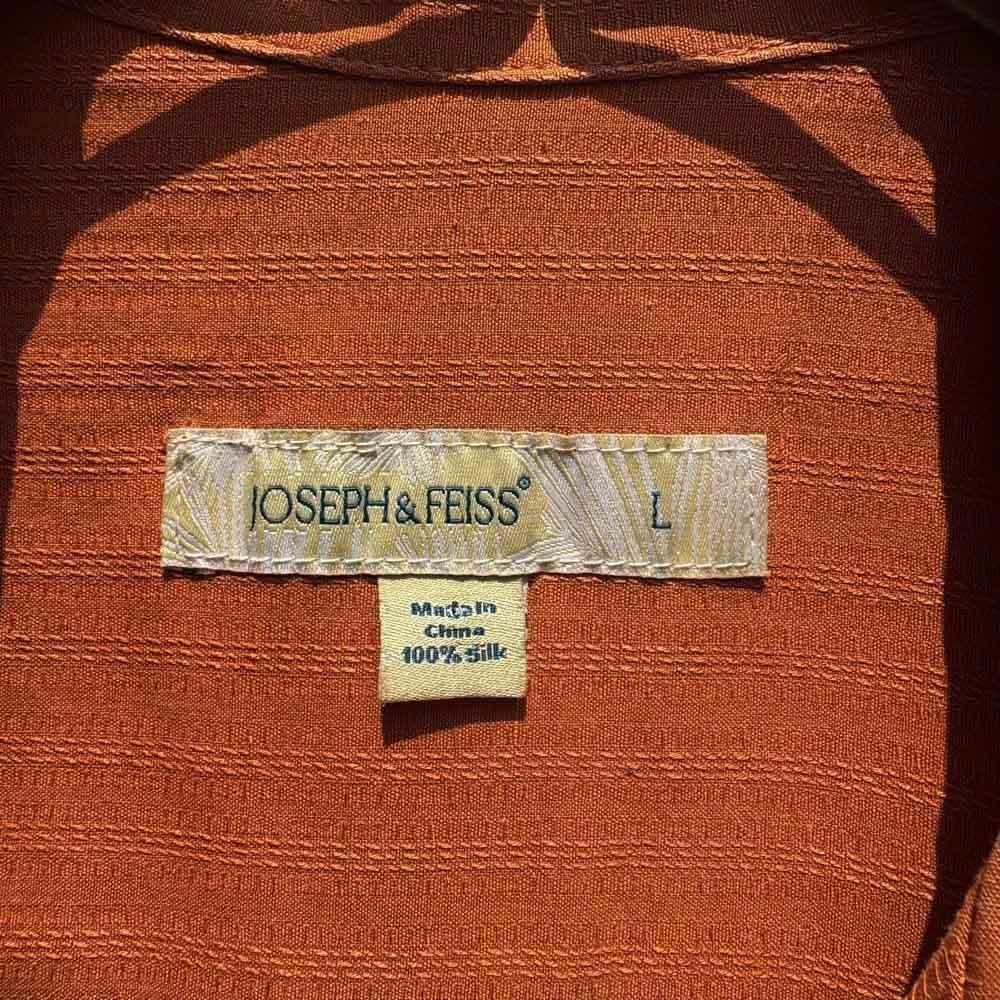 JOSEPH & FEISS® L
Made In
China
100% Silk